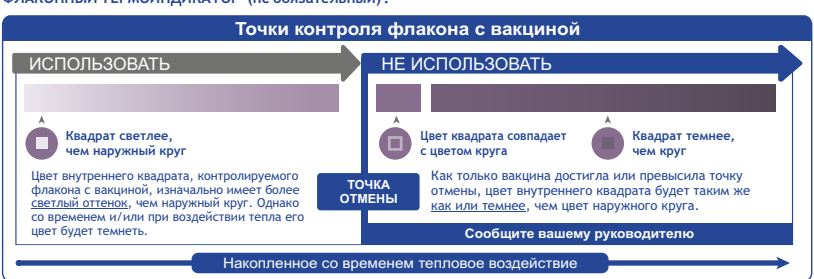 ФЛАКОННЫЙ ТЕРМОИНДИКАТОР (не обязательный):
Точки контроля флакона с вакциной
ИСПОЛЬЗОВАТЬ
НЕ ИСПОЛЬЗОВАТЬ
Квадрат светлее,
чем наружный круг
Цвет квадрата совпадает
с цветом круга
Квадрат темнее,
чем круг
Цвет внутреннего квадрата, контролируемого
флакона с вакциной, изначально имеет более
светлый оттенок, чем наружный круг. Однако
со временем и/или при воздействии тепла его
цвет будет темнеть.
ТОЧКА
ОТМЕНЫ
Как только вакцина достигла или превысила точку
отмены, цвет внутреннего квадрата будет таким же
как или темнее, чем цвет наружного круга.
Сообщите вашему руководителю
Накопленное со временем тепловое воздействие